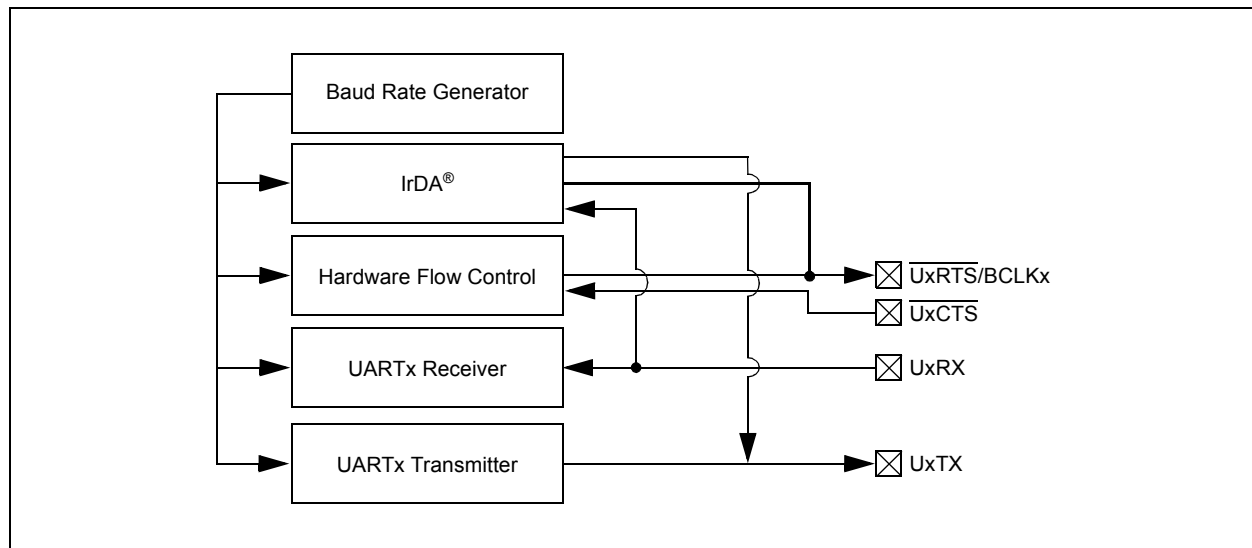 Baud Rate Generator
IrDA®
Hardware Flow Control
UxRTS/BCLKx
UxCTS
UARTx Receiver
UxRX
UARTx Transmitter
UxTX